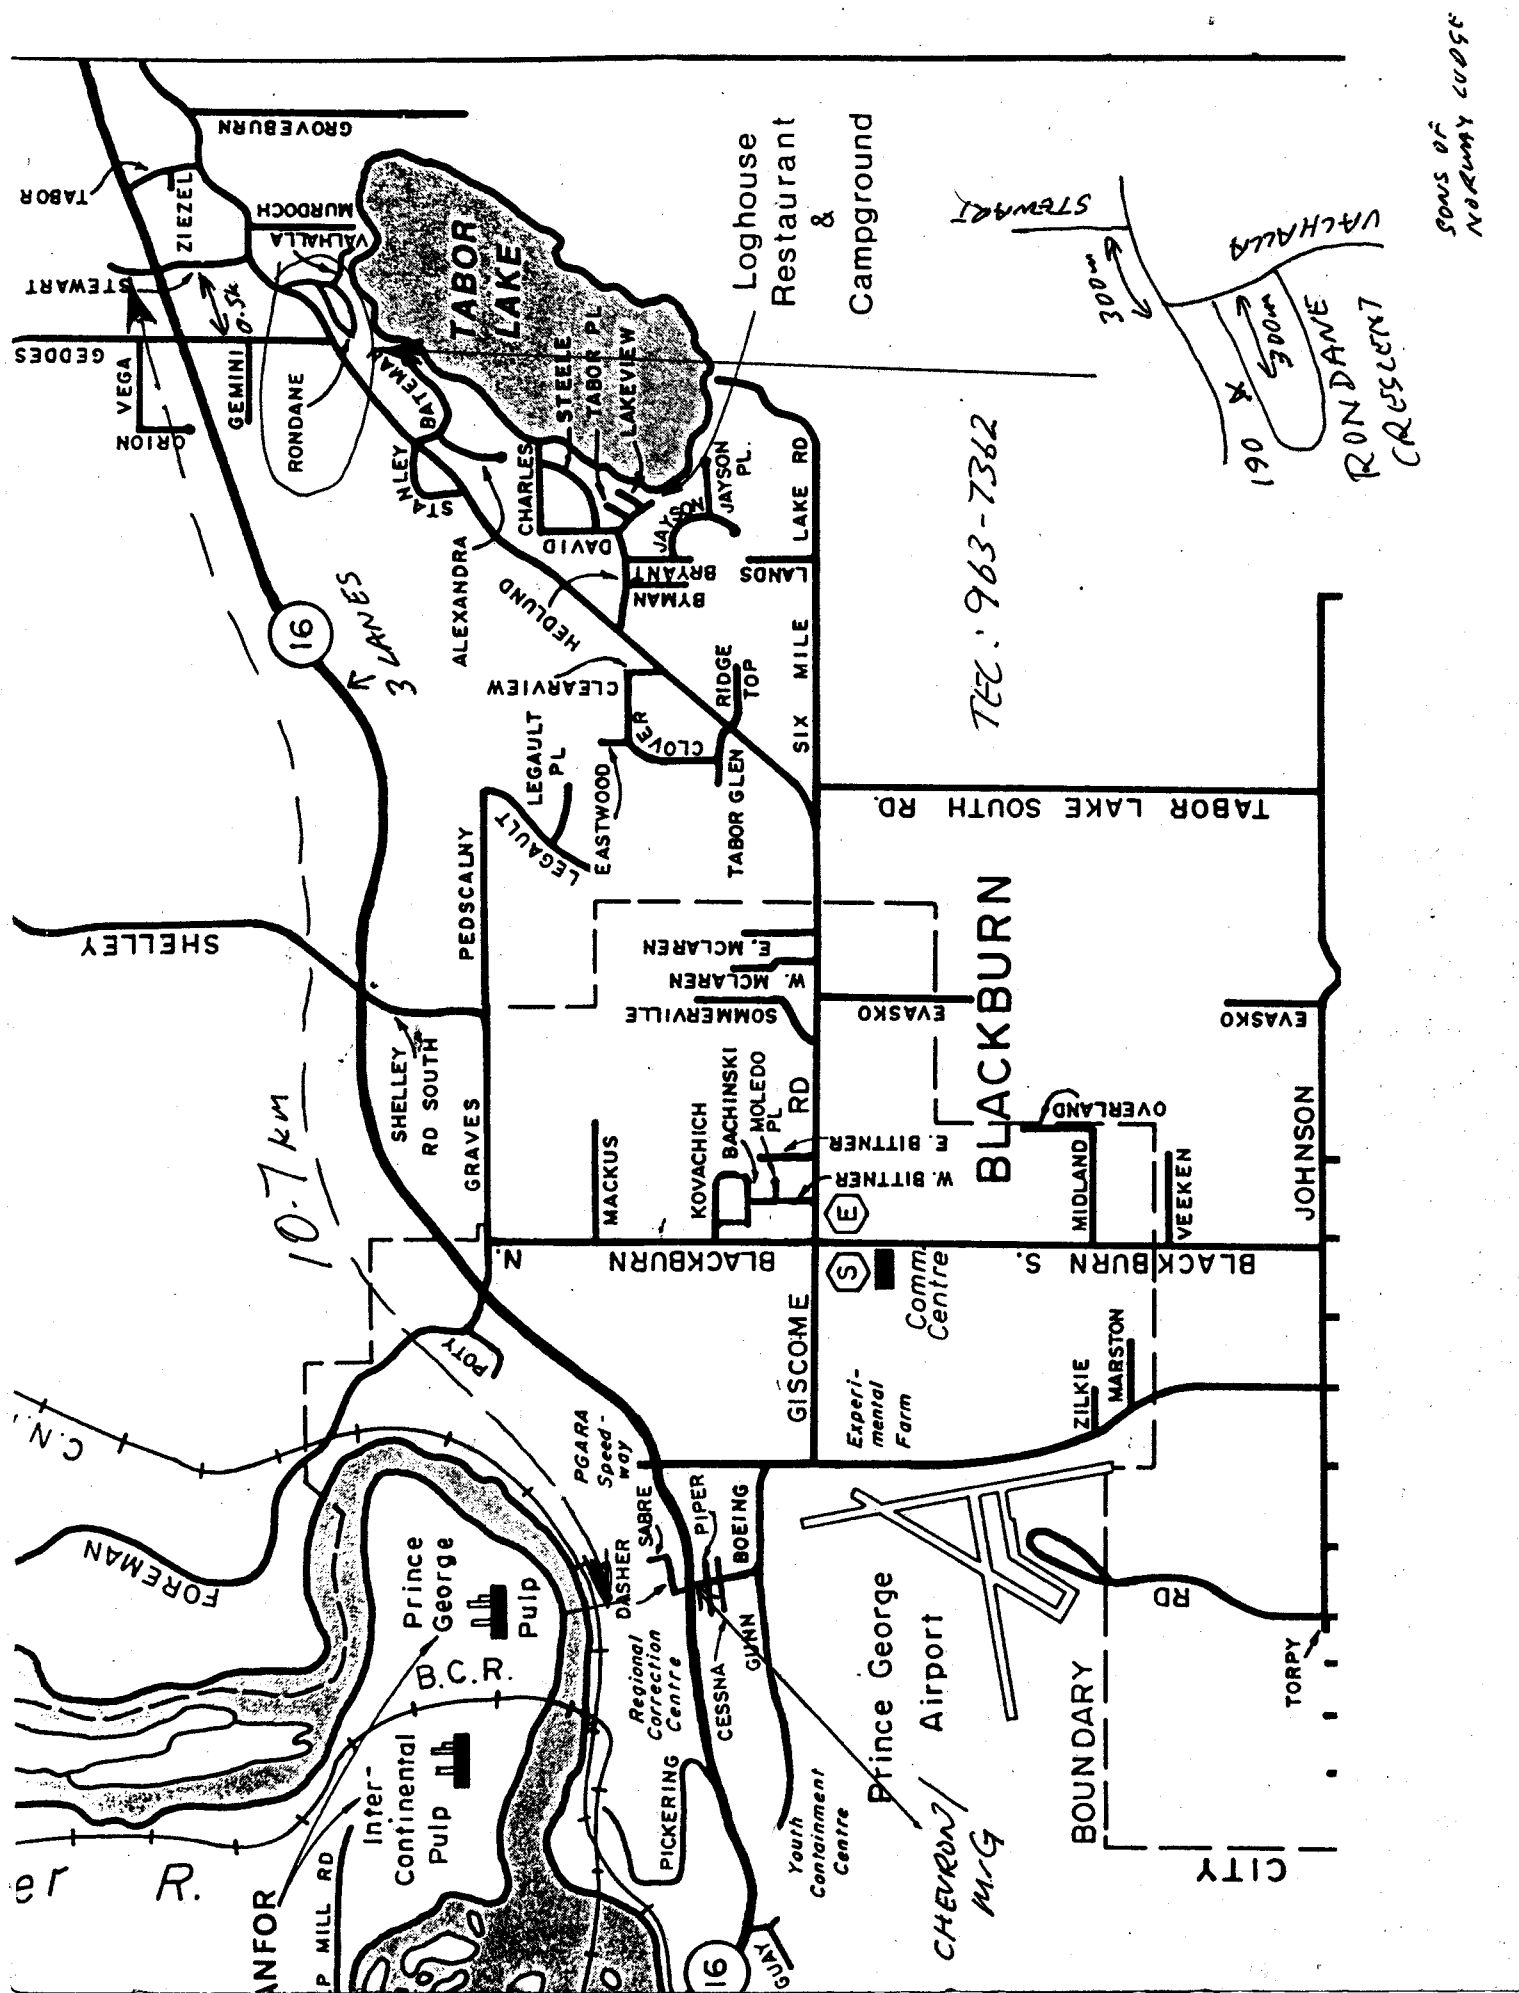 SONS OF
NORWAY LODGE
TABOR
GROVEBURN
ZIEZEL
MURDOCH
VALHALLA
STEWART
0.5k
GEDDES
VEGA
ORION
ORION
GEMINI
RONDANE
BATEMA
TABOR
LAKE
STEELE
TABOR PL
LAKEVIEW
Loghouse
Restaurant
&
Campground
STEWART
300m
VALHALLA
300m
190 X
RONDANE
CRESCENT
STANLEY
CHARLES
DAVID
JAYSON
JAYSON
PL.
ALEXANDRA
HEDLUND
BRYANT
BYMAN
LANDS
SIX MILE LAKE RD
TEL: 963-7362
16
3 LANES
CLEARVIEW
RIDGE
TOP
CLOVER
LEGAULT
PL
LEGAULT
EASTWOOD
TABOR GLEN
TABOR LAKE SOUTH RD.
PEDSCALNY
SHELLEY
E. MCLAREN
W. MCLAREN
SOMMERVILLE
EVASKO
EVASKO
BLACKBURN
10.7 km
SHELLEY
RD SOUTH
GRAVES
MACKUS
KOVACHICH
BACHINSKI
MOLEDO
PL
RD
E. BITTNER
W. BITTNER
OVERLAND
MIDLAND
VEEKEN
JOHNSON
N. BLACKBURN
BLACKBURN S.
E
S
Comm.
Centre
GISCOME
POTY
C.N.
PGARA
Speed-
way
Experi-
mental
Farm
ZILKIE
MARSTON
FOREMAN
Prince
George
Pulp
SABRE
DASHER
PIPER
BOEING
CESSNA
GUNN
Regional
Correction
Centre
B.C.R.
Prince George
Airport
RD
TORPY
Inter-
Continental
Pulp
PICKERING
Youth
Containment
Centre
CHEVRON/
BOUNDARY
CITY
er R.
ANFOR
P MILL RD
16
GUAY